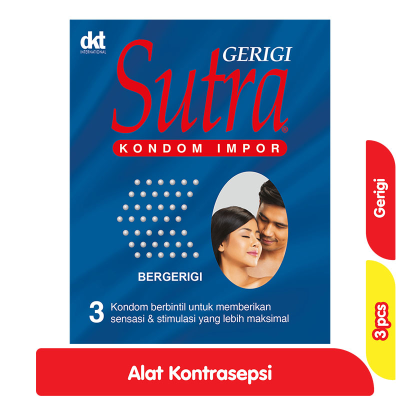 dkt
INTERNATIONAL
GERIGI
Sutra
KONDOM IMPOR
BERGERIGI
3 Kondom berbintil untuk memberikan
sensasi & stimulasi yang lebih maksimal
Gerigi
3 pcs
Alat Kontrasepsi